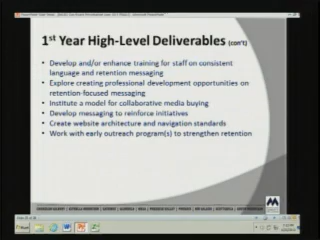 1st Year High-Level Deliverables (con't)
• Develop and/or enhance training for staff on consistent
language and retention messaging
• Explore creating professional development opportunities on
retention-focused messaging
• Institute a model for collaborative media buying
• Develop messaging to reinforce initiatives
• Create website architecture and navigation standards
• Work with early outreach program(s) to strengthen retention